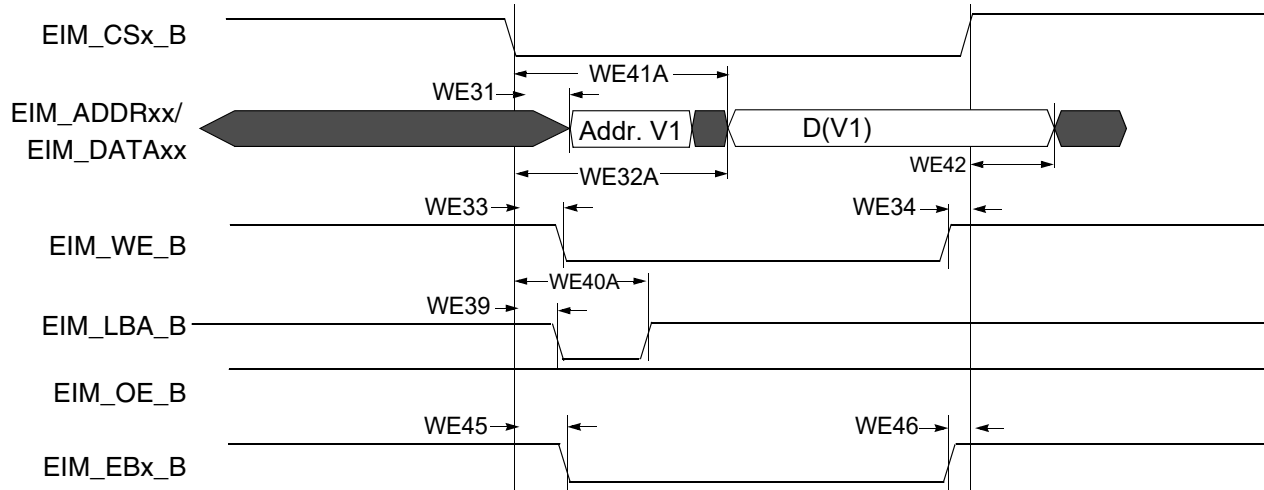 EIM_CSx_B
WE41A
WE31
EIM_ADDRxx/
EIM_DATAxx
Addr. V1
D(V1)
WE32A
WE42
WE33
WE34
EIM_WE_B
WE40A
WE39
EIM_LBA_B
EIM_OE_B
WE45
WE46
EIM_EBx_B